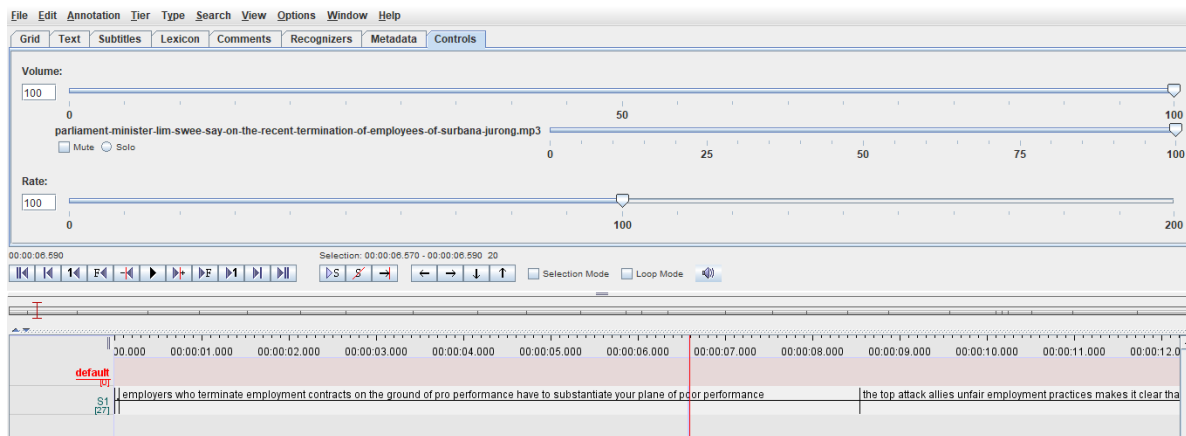 File Edit Annotation Tier Type Search View Options Window Help
Grid Text Subtitles Lexicon Comments Recognizers Metadata Controls
Volume:
100
0 50 100
parliament-minister-lim-swee-say-on-the-recent-termination-of-employees-of-surbana-jurong.mp3
Mute Solo
0 25 50 75 100
Rate:
100
0 100 200
00:00:06.590 Selection: 00:00:06.570 - 00:00:06.590 20
1 F + F 1 S S Selection Mode Loop Mode
00.000 00:00:01.000 00:00:02.000 00:00:03.000 00:00:04.000 00:00:05.000 00:00:06.000 00:00:07.000 00:00:08.000 00:00:09.000 00:00:10.000 00:00:11.000 00:00:12.0
default
[0]
employers who terminate employment contracts on the ground of pro performance have to substantiate your plane of poor performance the top attack allies unfair employment practices makes it clear tha
S1
[27]